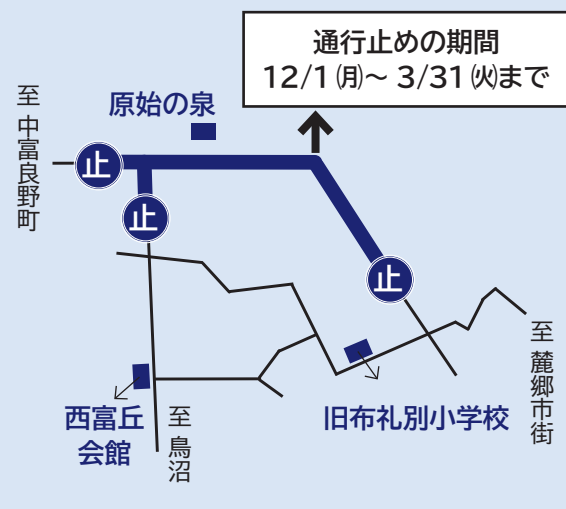 通行止めの期間
12/1㈪～3/31㈫まで
原始の泉
至 中富良野町
止
止
止
至 麓郷市街
西富丘
会館
至 鳥沼
旧布礼別小学校